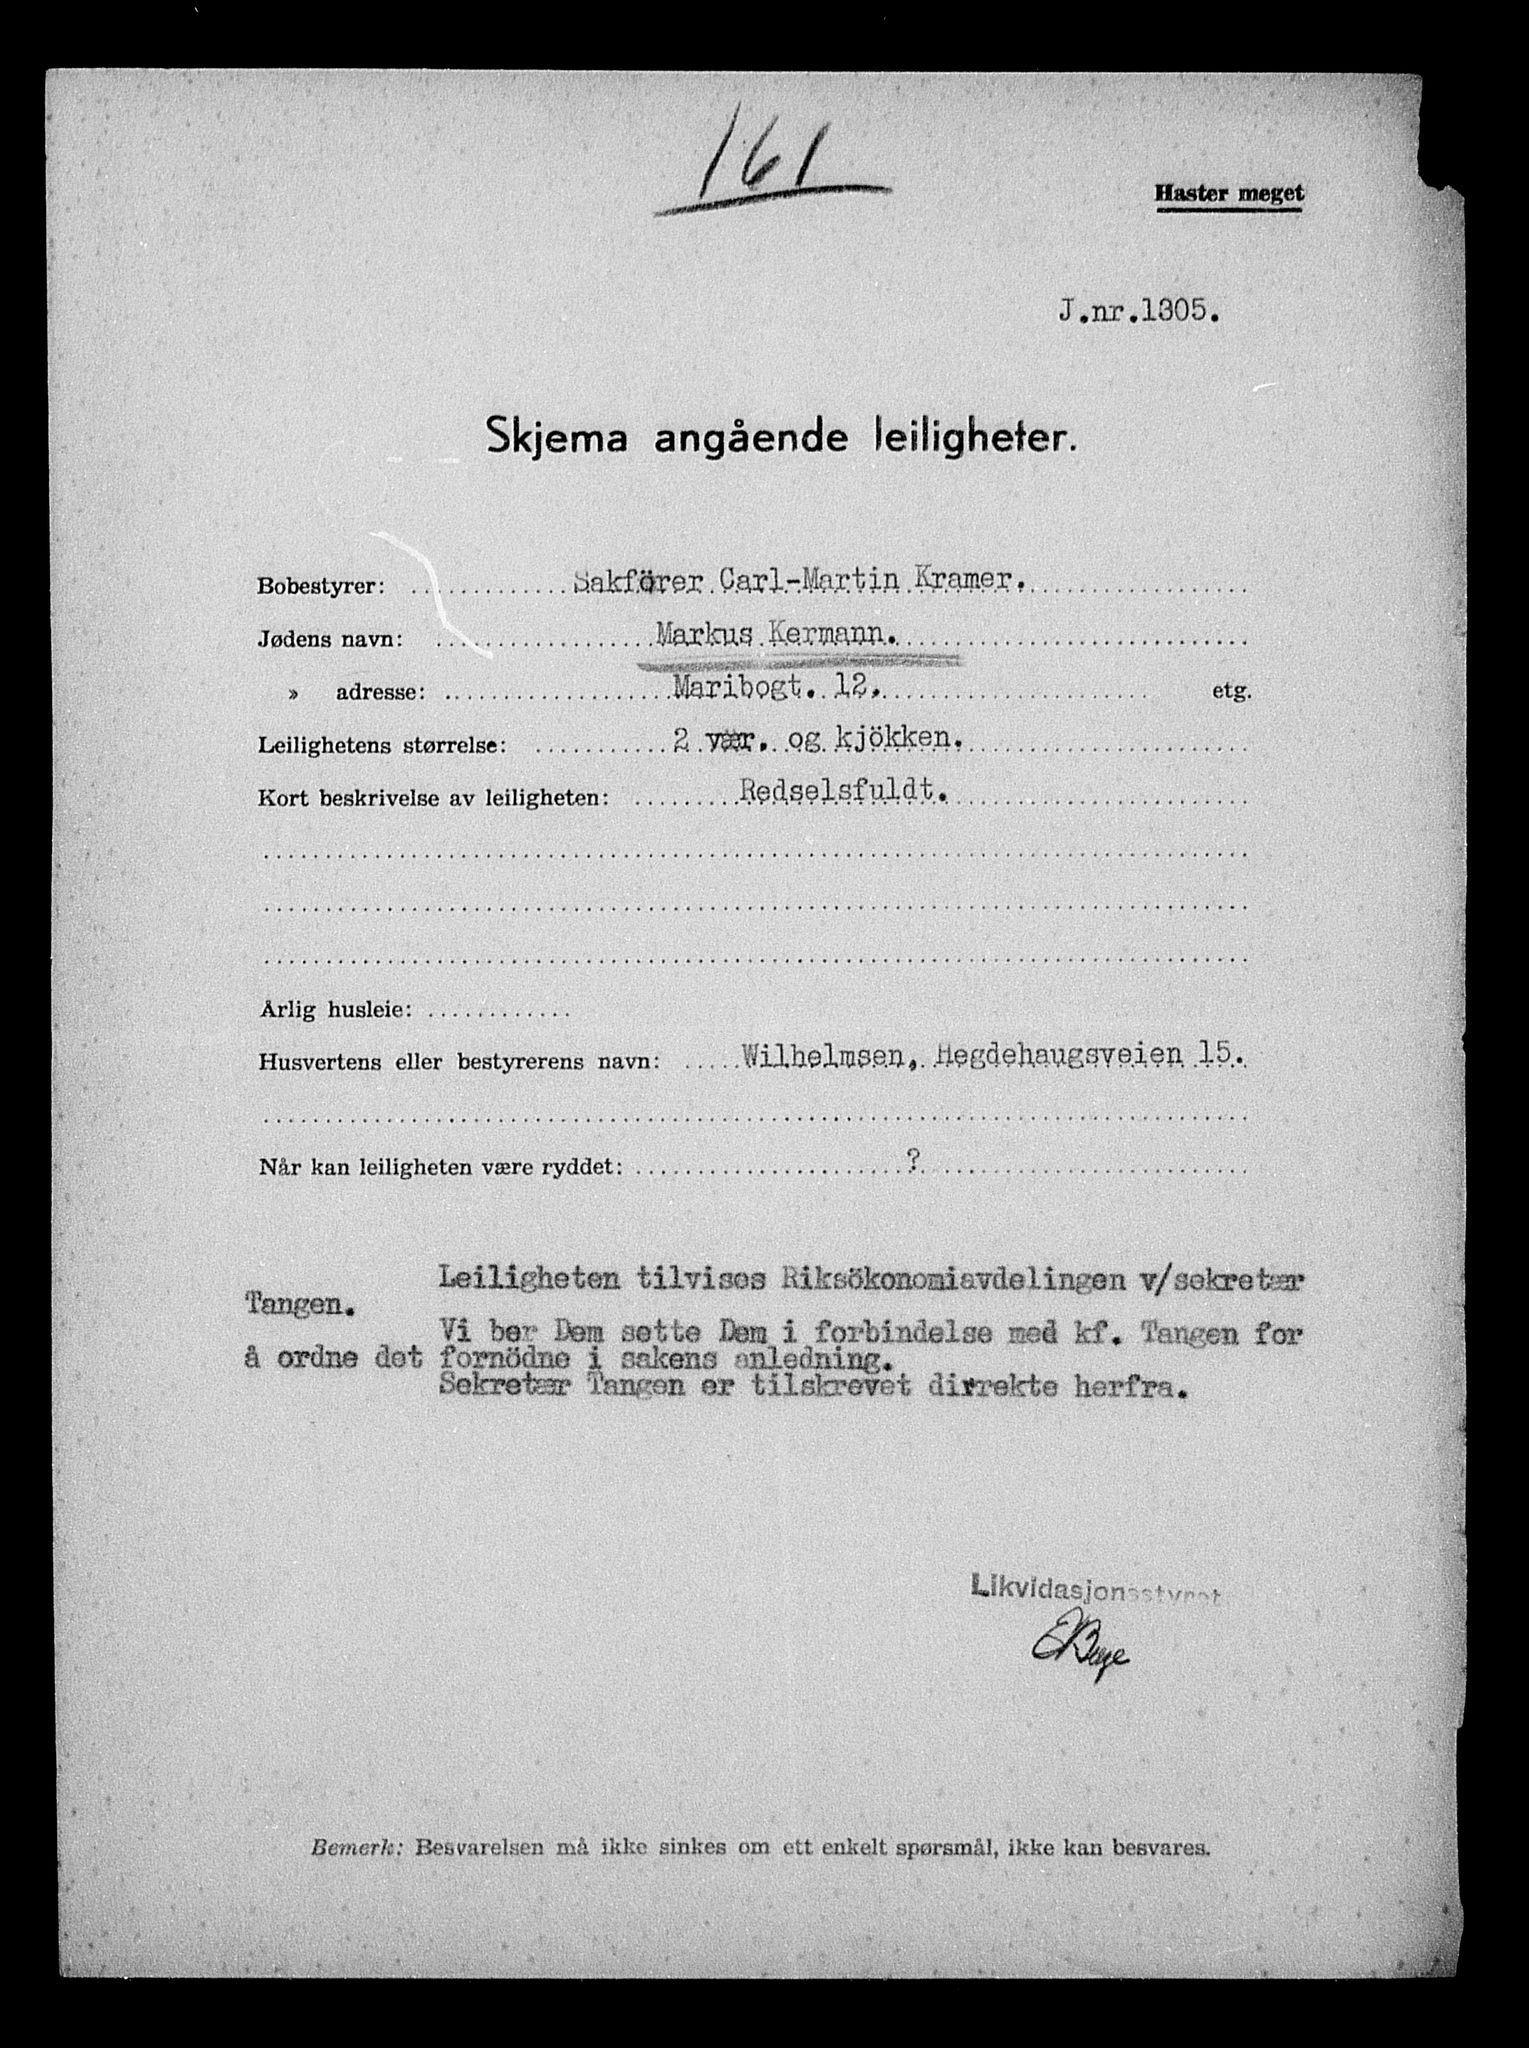 161
Haster meget
J.nr.1305.
Skjema angående leiligheter.
Bobestyrer: Sakförer Carl-Martin Kramer.
Jødens navn: Markus Kermann.
» adresse: Maribogt. 12. etg.
Leilighetens størrelse: 2 vær. og kjökken.
Kort beskrivelse av leiligheten: Redselsfuldt.
Årlig husleie:
Husvertens eller bestyrerens navn: Wilhelmsen, Hegdehaugsveien 15.
Når kan leiligheten være ryddet: ?
Leiligheten tilvises Riksökonomiavdelingen v/sekretær
Tangen.
Vi ber Dem sette Dem i forbindelse med kf. Tangen for
å ordne det fornödne i sakens anledning.
Sekretær Tangen er tilskrevet dirrekte herfra.
Likvidasjonsstyret
Bemerk: Besvarelsen må ikke sinkes om ett enkelt spørsmål, ikke kan besvares.